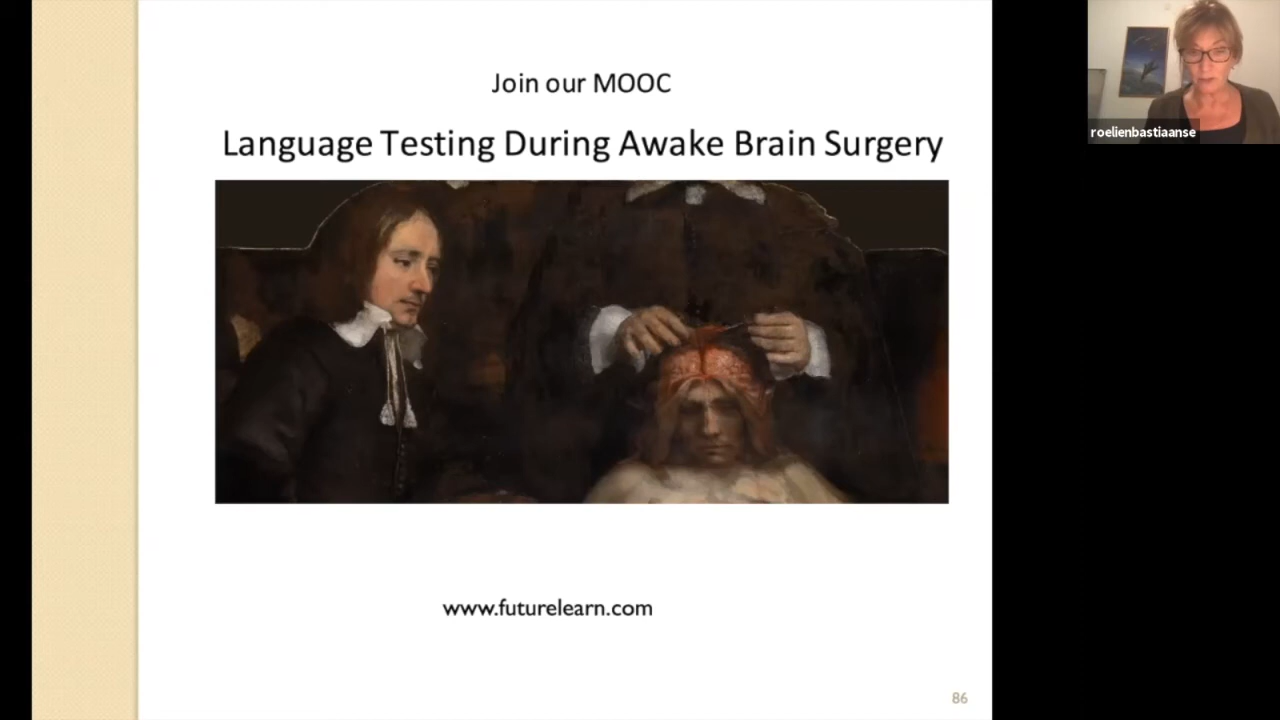 Join our MOOC
Language Testing During Awake Brain Surgery
roelienbastiaanse
www.futurelearn.com
86